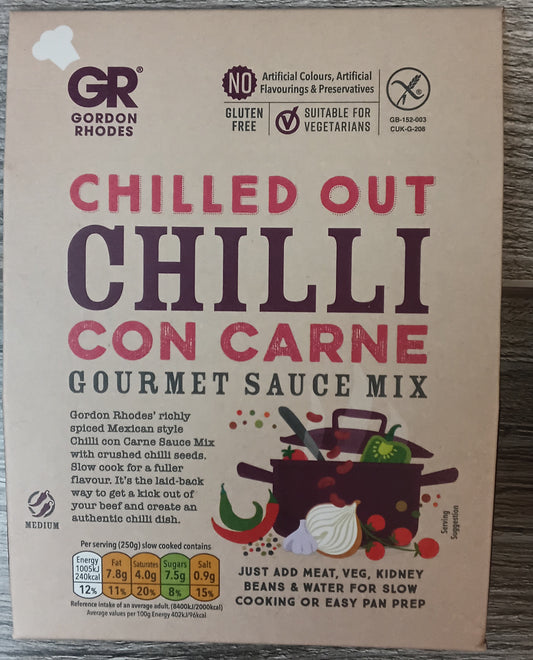 GR®
GORDON
RHODES
NO
Artificial Colours, Artificial
Flavourings & Preservatives
GLUTEN
FREE
SUITABLE FOR
VEGETARIANS
GB-152-003
CUK-G-208
CHILLED OUT
CHILLI
CON CARNE
GOURMET SAUCE MIX
Gordon Rhodes' richly
spiced Mexican style
Chilli con Carne Sauce Mix
with crushed chilli seeds.
Slow cook for a fuller
flavour. It's the laid-back
way to get a kick out of
your beef and create an
authentic chilli dish.
MEDIUM
Serving
Suggestion
Per serving (250g) slow cooked contains
Energy
1005kJ
240kcal
12%
Fat
7.8g
11%
Saturates
4.0g
20%
Sugars
7.5g
8%
Salt
0.9g
15%
Reference intake of an average adult. (8400kJ/2000kcal)
Average values per 100g Energy 402kJ/96kcal
JUST ADD MEAT, VEG, KIDNEY
BEANS & WATER FOR SLOW
COOKING OR EASY PAN PREP